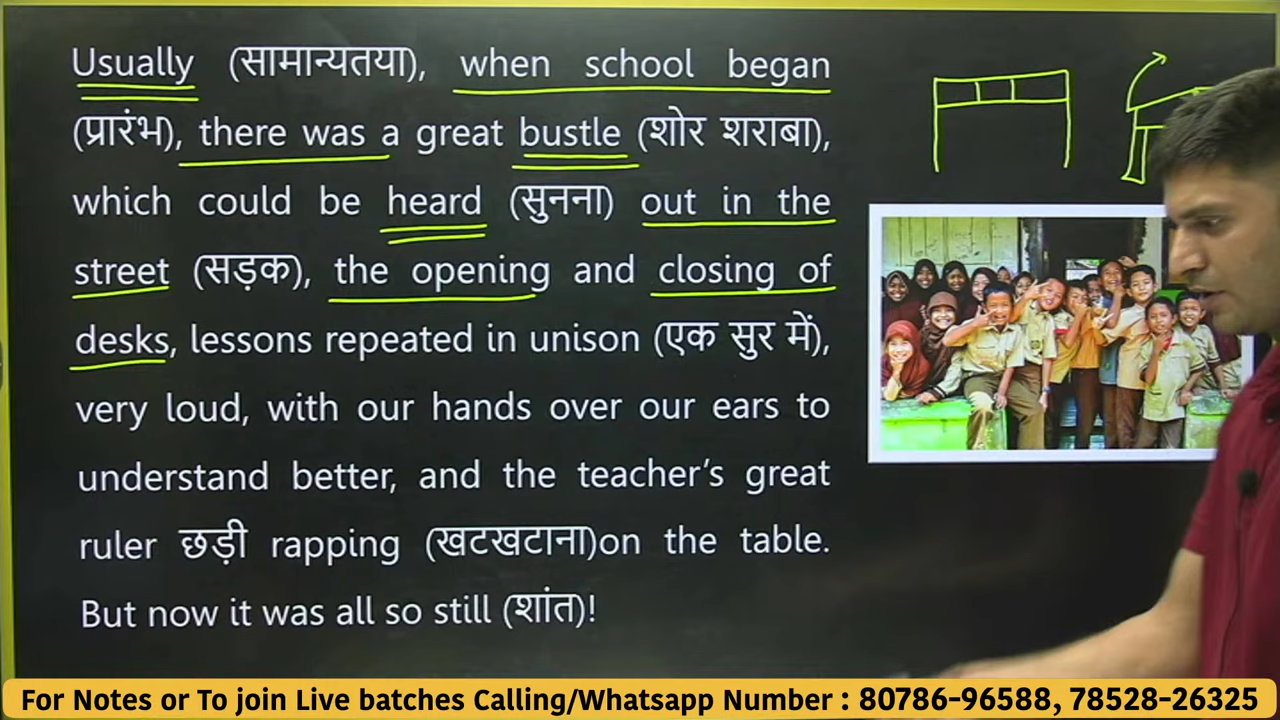 Usually (सामान्यतया), when school began
(प्रारंभ), there was a great bustle (शोर शराबा),
which could be heard (सुनना) out in the
street (सड़क), the opening and closing of
desks, lessons repeated in unison (एक सुर में),
very loud, with our hands over our ears to
understand better, and the teacher’s great
ruler छड़ी rapping (खटखटाना)on the table.
But now it was all so still (शांत)!
For Notes or To join Live batches Calling/Whatsapp Number : 80786-96588, 78528-26325